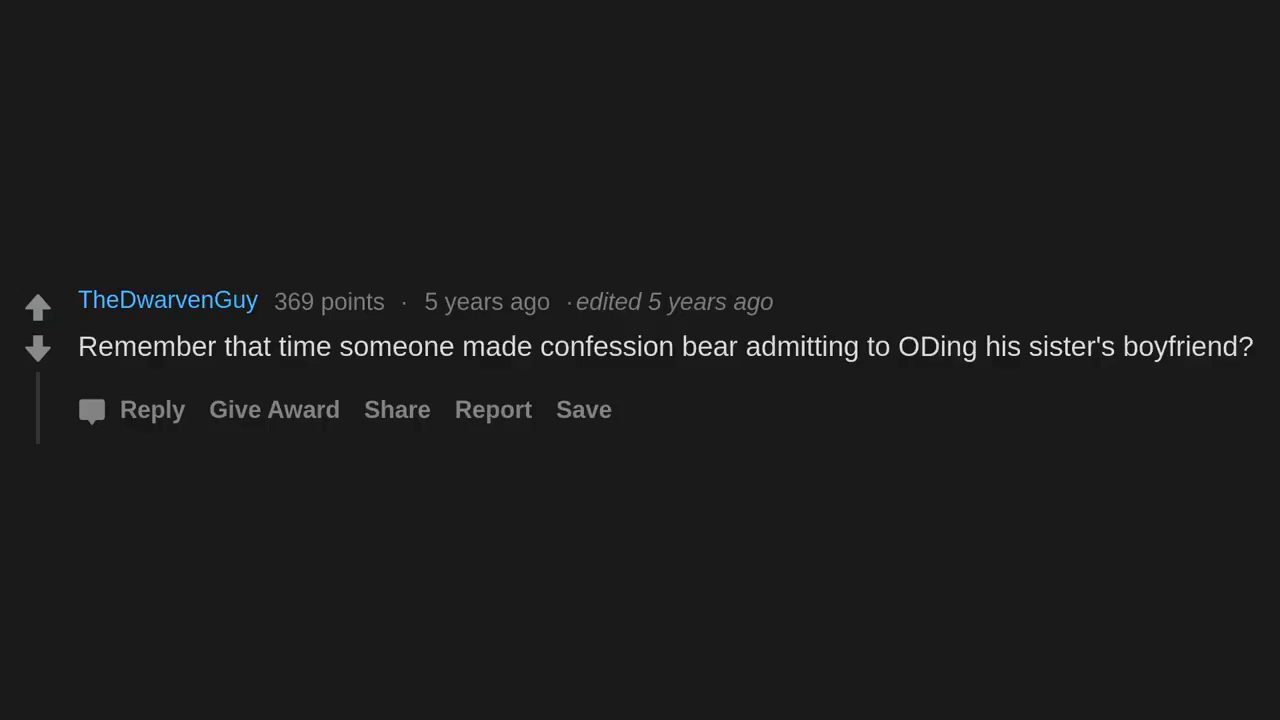 TheDwarvenGuy 369 points · 5 years ago · edited 5 years ago
Remember that time someone made confession bear admitting to ODing his sister's boyfriend?
Reply Give Award Share Report Save